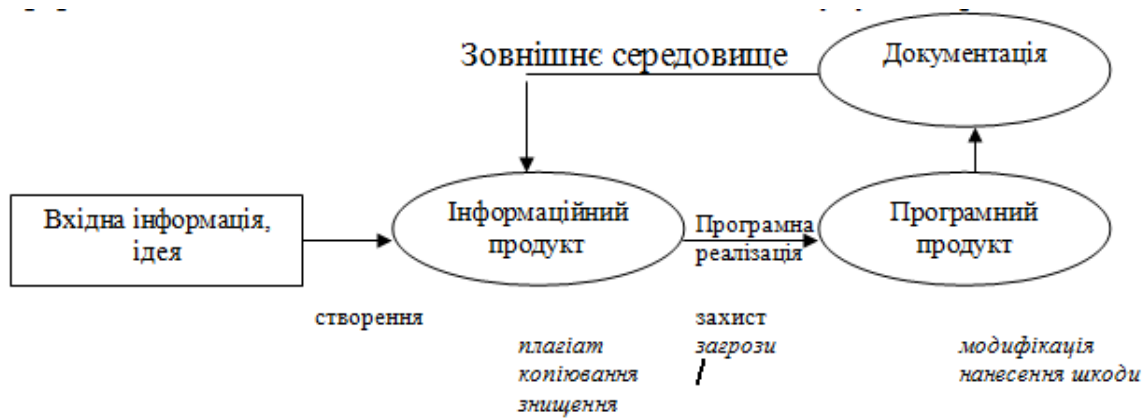 Зовнішнє середовище
Документація
Вхідна інформація,
ідея
Інформаційний
продукт
Програмна
реалізація
Програмний
продукт
створення
захист
плагіат
копіювання
знищення
загрози
/
модифікація
нанесення шкоди